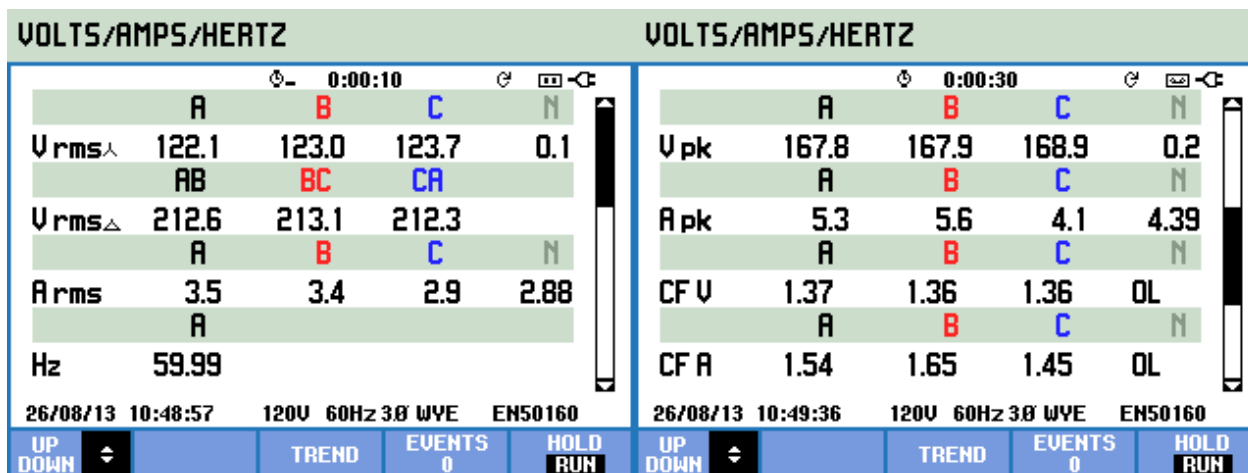 VOLTS/AMPS/HERTZ
0:00:10
A B C N
Vrms 122.1 123.0 123.7 0.1
AB BC CA
Vrms 212.6 213.1 212.3
A B C N
A rms 3.5 3.4 2.9 2.88
A
Hz 59.99
26/08/13 10:48:57 120V 60Hz 3Ø WYE EN50160
UP DOWN TREND EVENTS 0 HOLD RUN
VOLTS/AMPS/HERTZ
0:00:30
A B C N
V pk 167.8 167.9 168.9 0.2
A B C N
A pk 5.3 5.6 4.1 4.39
A B C N
CF V 1.37 1.36 1.36 OL
A B C N
CF A 1.54 1.65 1.45 OL
26/08/13 10:49:36 120V 60Hz 3Ø WYE EN50160
UP DOWN TREND EVENTS 0 HOLD RUN